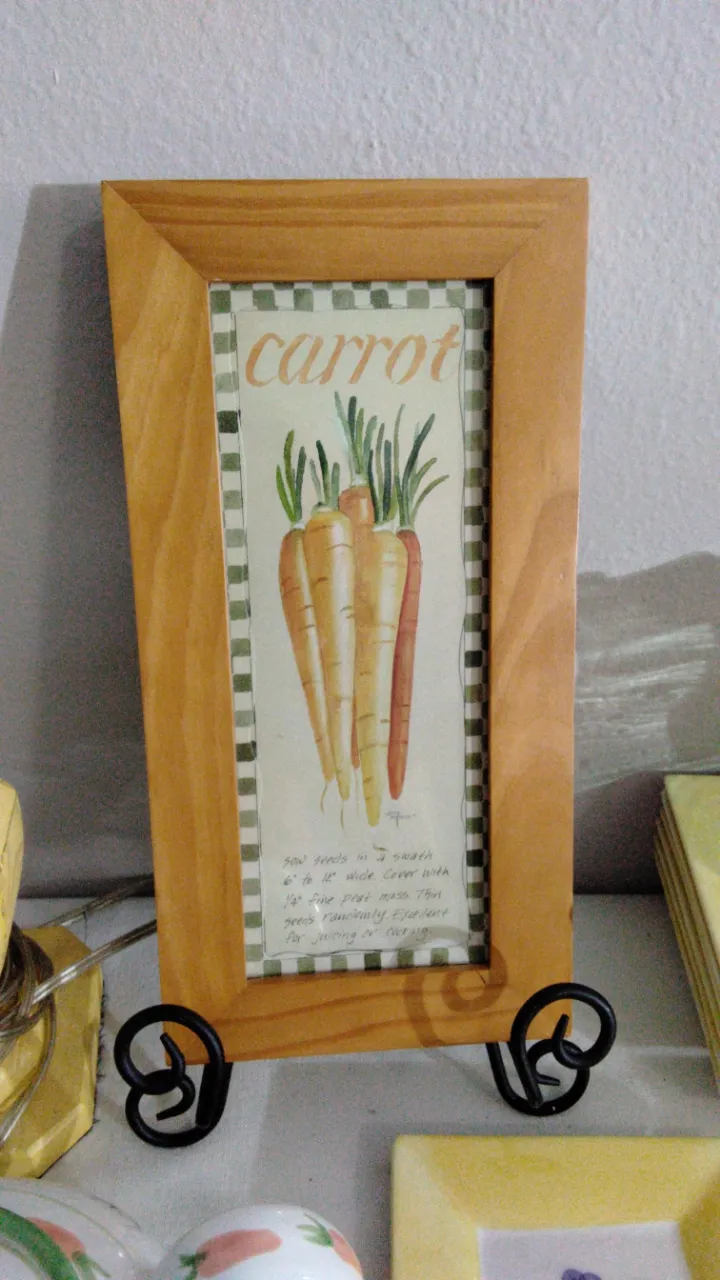 carrot
sow seeds in a swath
6" to 12" wide. Cover with
1/4" fine peat moss. Thin
seeds randomly. Excellent
for juicing or